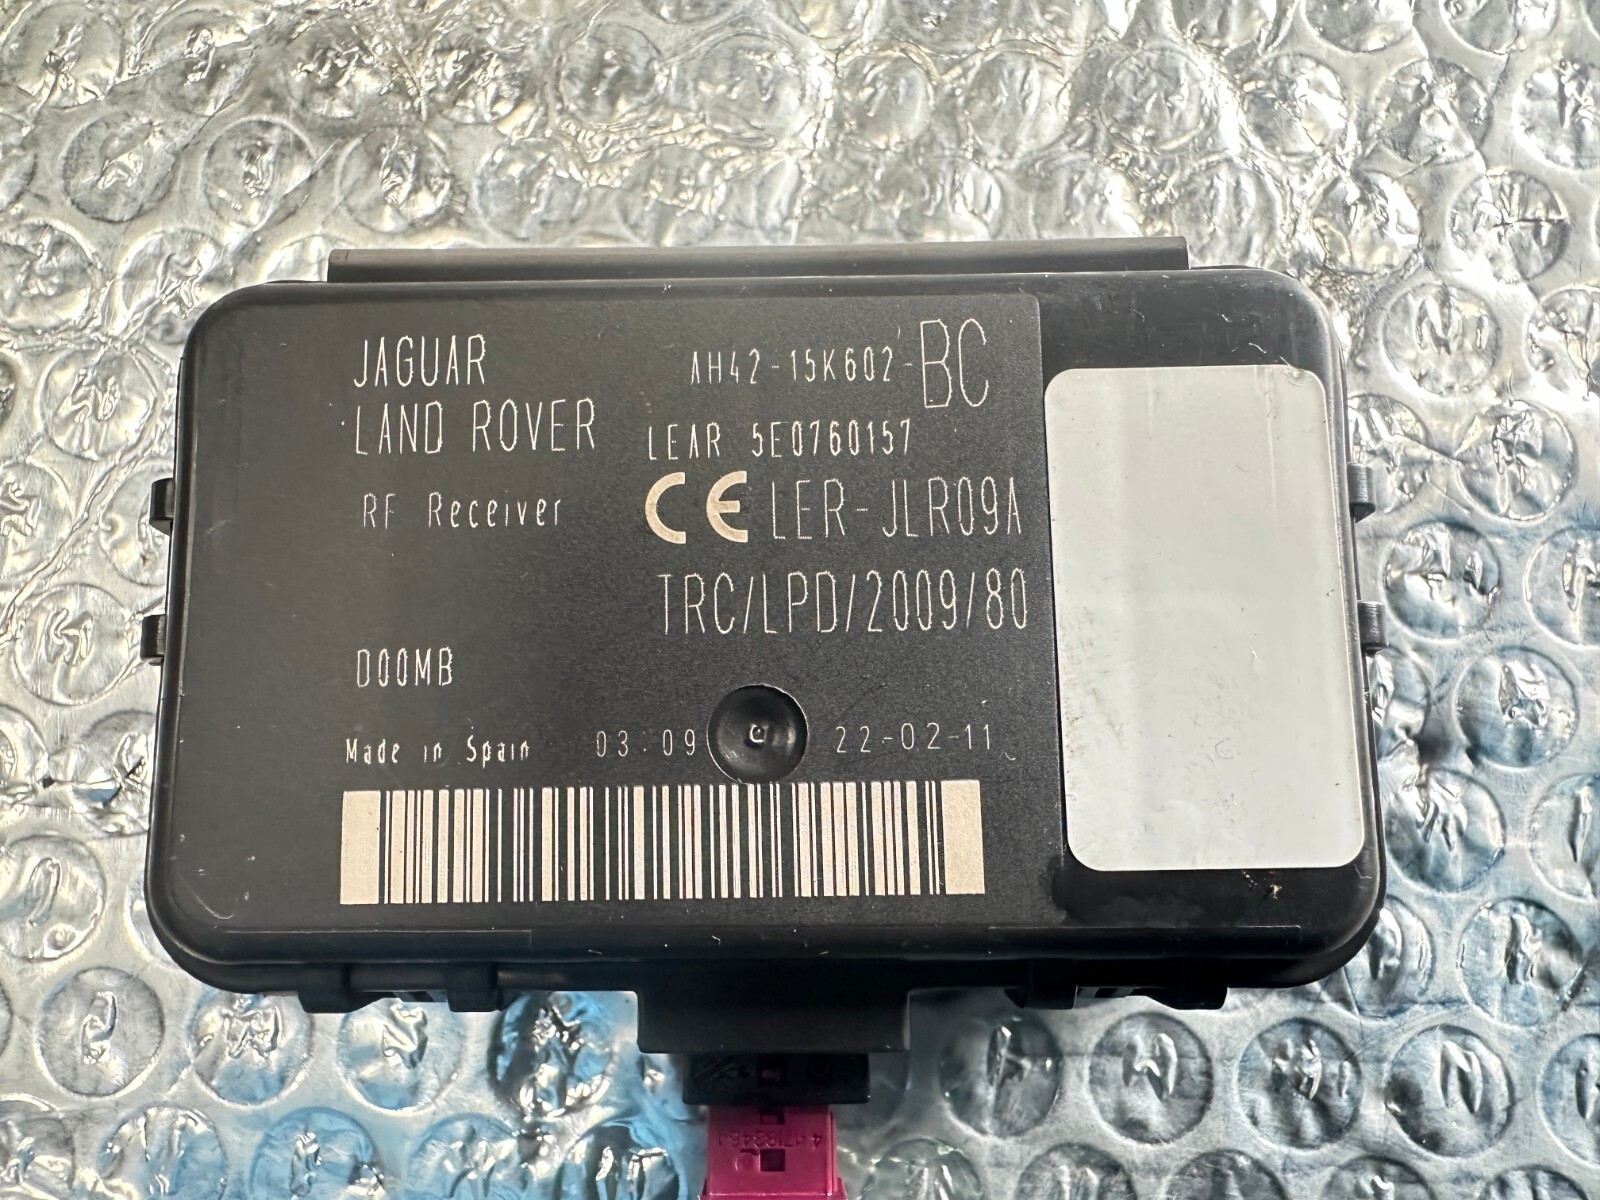 JAGUAR
LAND ROVER
RF Receiver
AH42-15K602-BC
LEAR 5E0760157
CE LER-JLR09A
TRC/LPD/2009/80
D00MB
Made in Spain 03.09 C 22-02-11